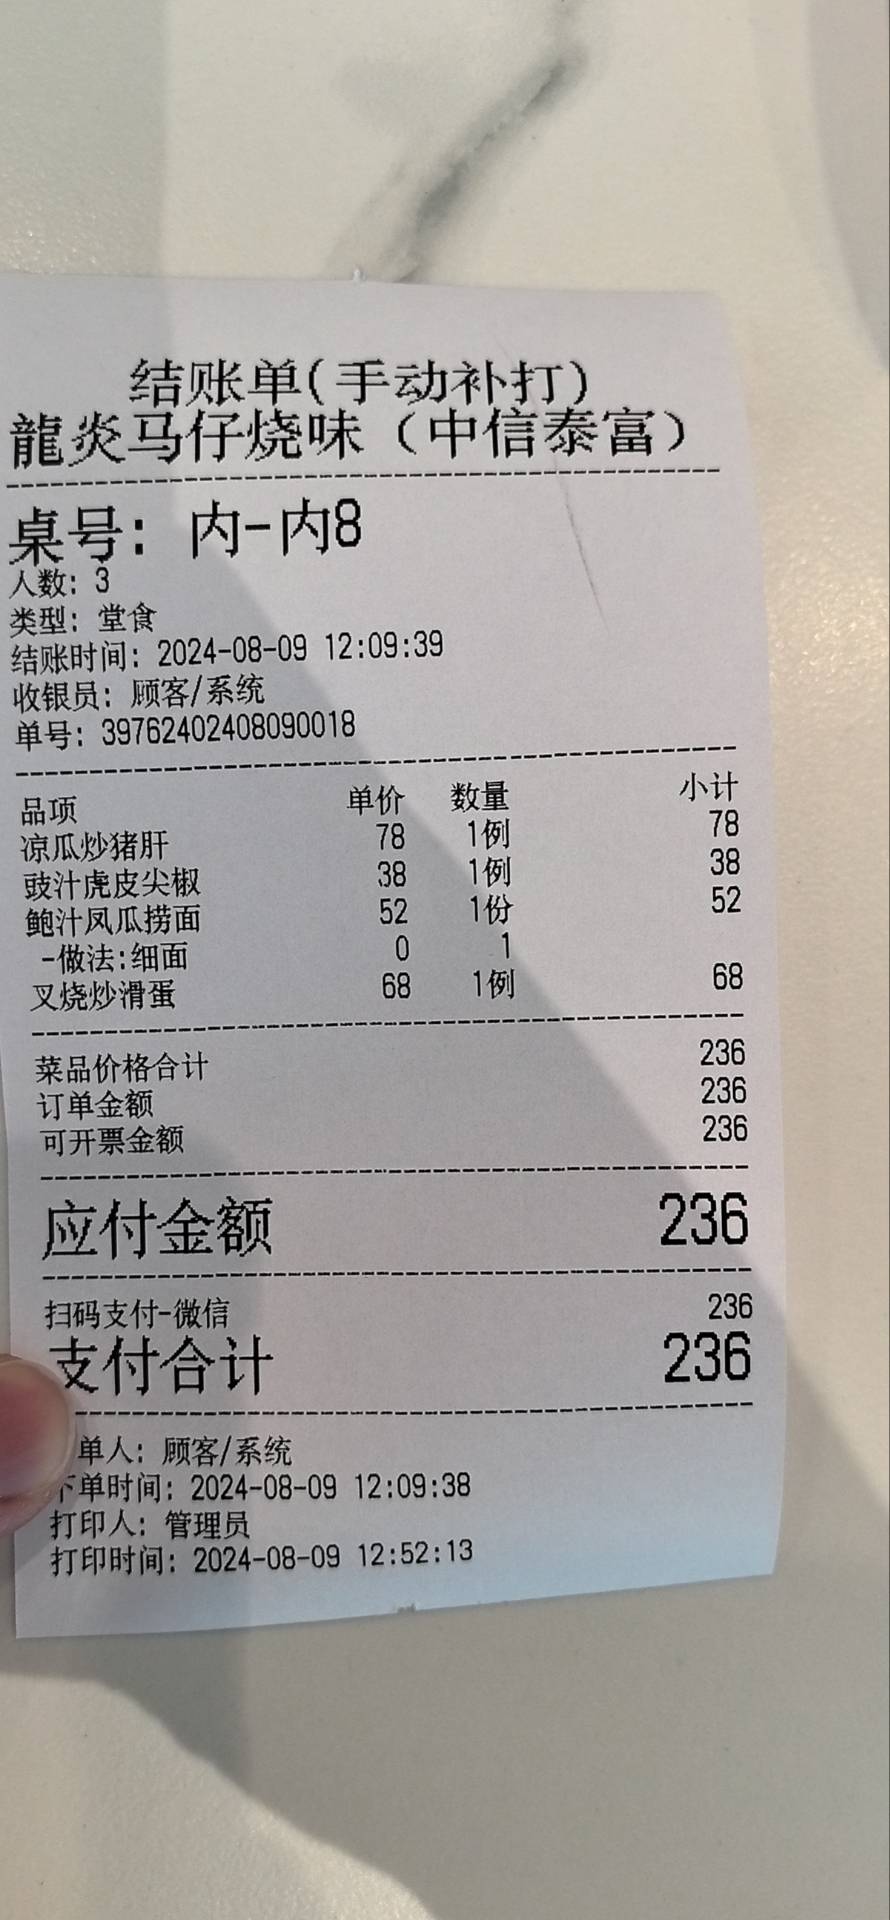 结账单(手动补打)
龍炎马仔烧味（中信泰富）
桌号: 内-内8
人数: 3
类型: 堂食
结账时间: 2024-08-09 12:09:39
收银员: 顾客/系统
单号: 39762402408090018
品项 单价 数量 小计
凉瓜炒猪肝 78 1例 78
豉汁虎皮尖椒 38 1例 38
鲍汁凤瓜捞面 52 1份 52
-做法:细面 0 1
叉烧炒滑蛋 68 1例 68
菜品价格合计 236
订单金额 236
可开票金额 236
应付金额 236
扫码支付-微信 236
支付合计 236
单人: 顾客/系统
下单时间: 2024-08-09 12:09:38
打印人: 管理员
打印时间: 2024-08-09 12:52:13